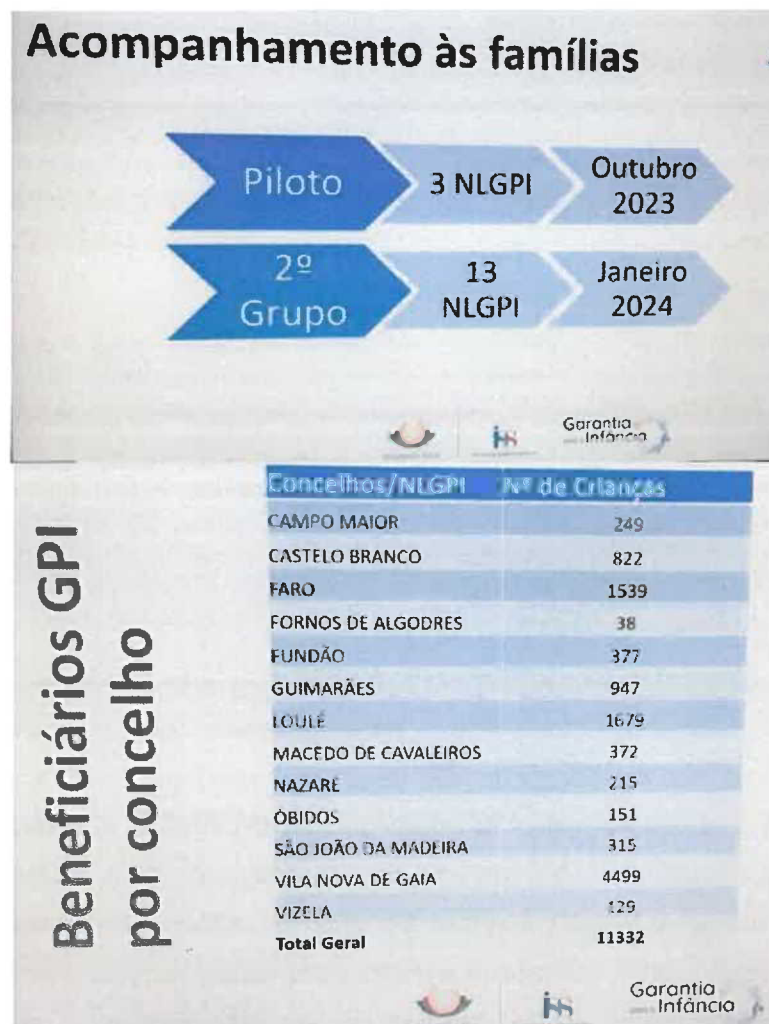 Acompanhamento às famílias
Piloto
3 NLGPI
Outubro
2023
2º
Grupo
13
NLGPI
Janeiro
2024
Garantia
Infância
Beneficiários GPI
por concelho
Concelhos/NLGPI Nº de Crianças
CAMPO MAIOR 249
CASTELO BRANCO 822
FARO 1539
FORNOS DE ALGODRES 38
FUNDÃO 377
GUIMARÃES 947
LOULÉ 1679
MACEDO DE CAVALEIROS 372
NAZARÉ 215
ÓBIDOS 151
SÃO JOÃO DA MADEIRA 315
VILA NOVA DE GAIA 4499
VIZELA 129
Total Geral 11332
Garantia
Infância